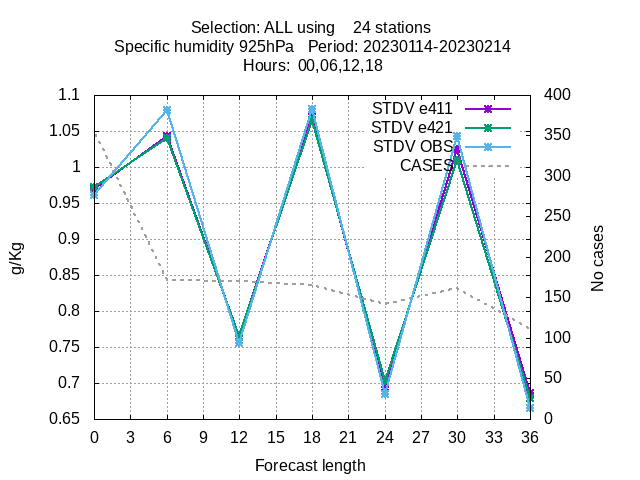 Selection: ALL using    24 stations
Specific humidity 925hPa   Period: 20230114-20230214
Hours:  00,06,12,18
1.1
1.05
1
0.95
0.9
0.85
0.8
0.75
0.7
0.65
g/Kg
STDV e411
STDV e421
STDV OBS
CASES
400
350
300
250
200
150
100
50
0
No cases
0 3 6 9 12 15 18 21 24 27 30 33 36
Forecast length